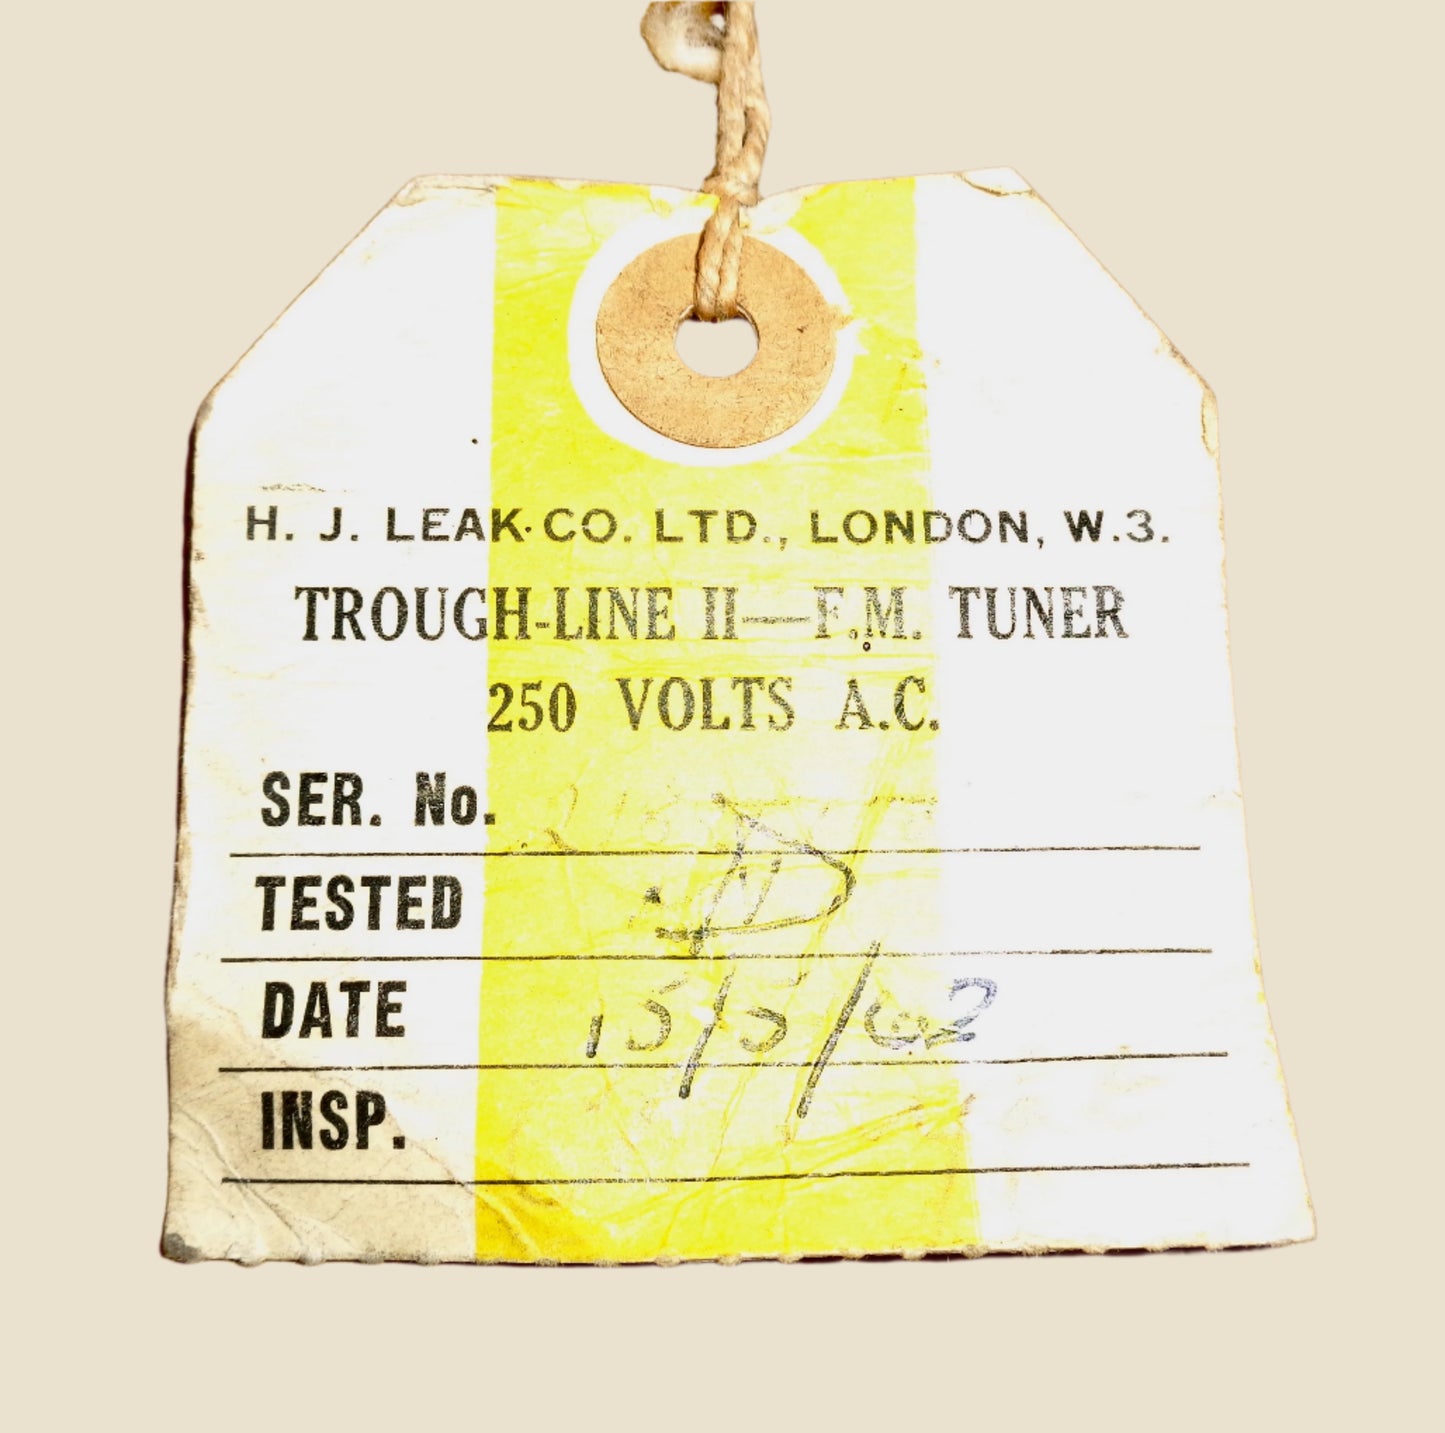 H. J. LEAK·CO. LTD., LONDON, W.3.
TROUGH-LINE II—F.M. TUNER
250 VOLTS A.C.
SER. No.
TESTED
DATE 15/5/62
INSP.